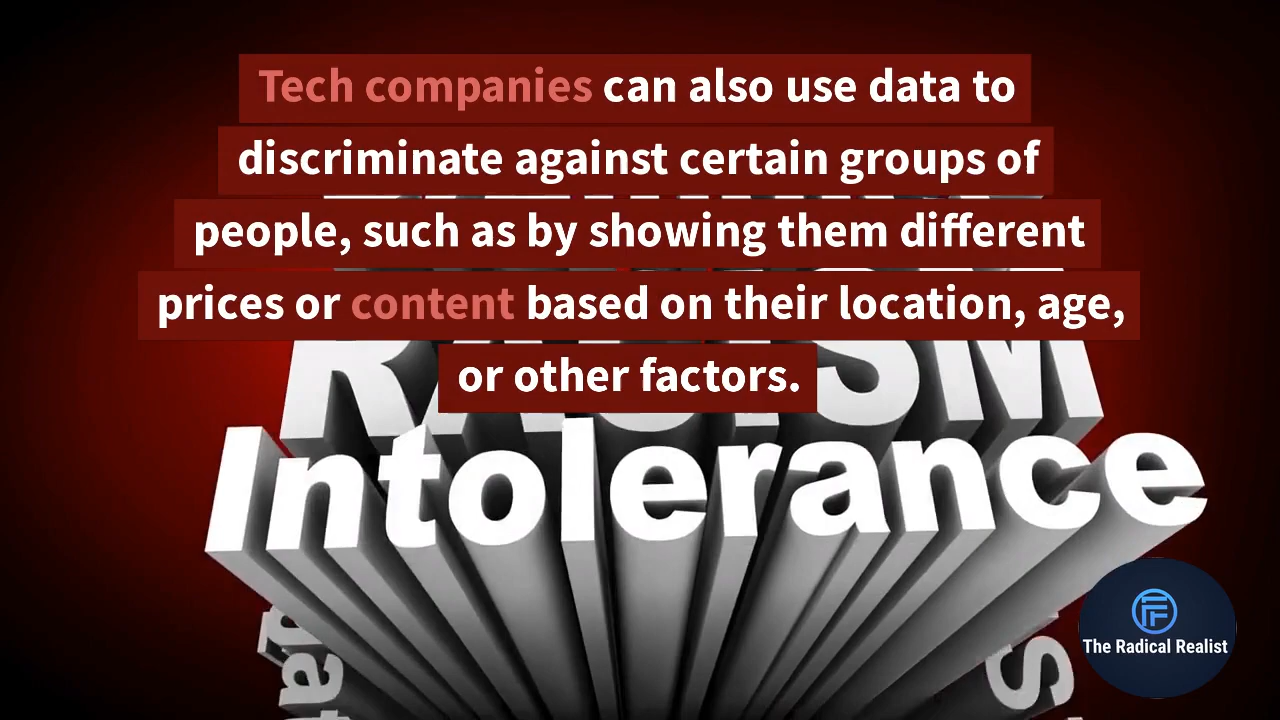 Tech companies can also use data to
discriminate against certain groups of
people, such as by showing them different
prices or content based on their location, age,
or other factors.
RACISM
Intolerance
The Radical Realist